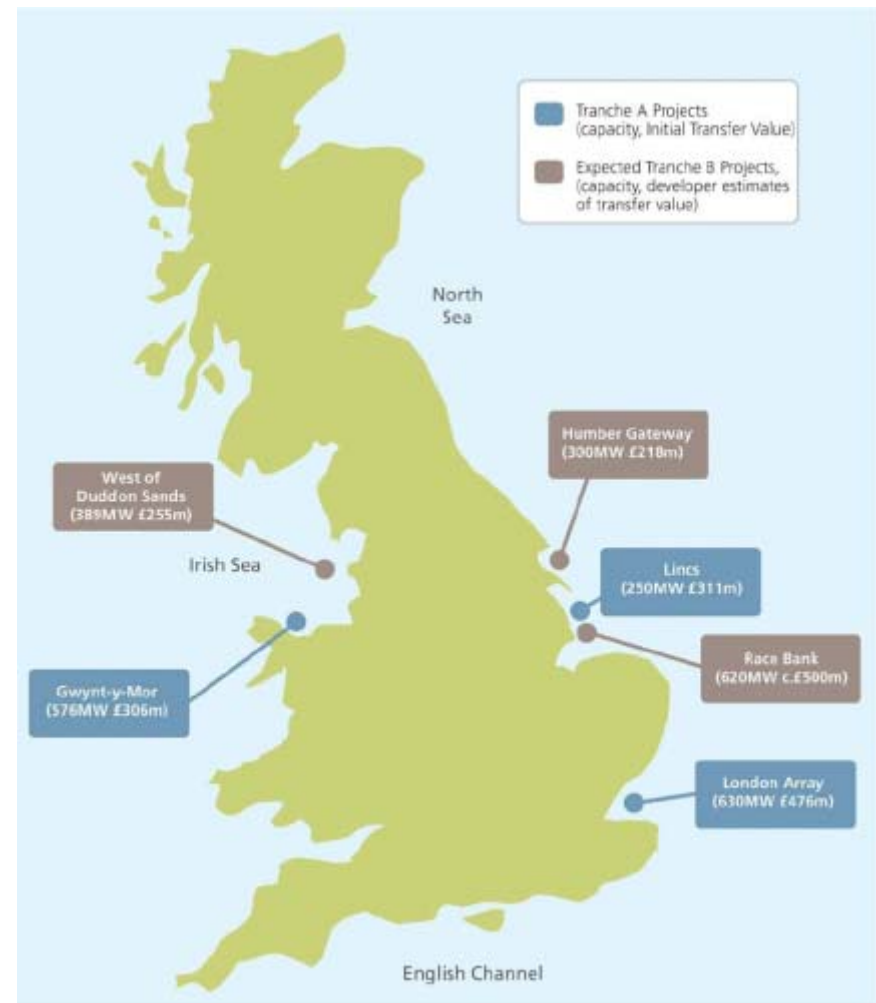 Tranche A Projects
(capacity, Initial Transfer Value)
Expected Tranche B Projects,
(capacity, developer estimates
of transfer value)
North
Sea
Humber Gateway
(300MW £218m)
West of
Duddon Sands
(389MW £255m)
Irish Sea
Lincs
(250MW £311m)
Race Bank
(620MW c.£500m)
Gwynt-y-Mor
(576MW £306m)
London Array
(630MW £476m)
English Channel